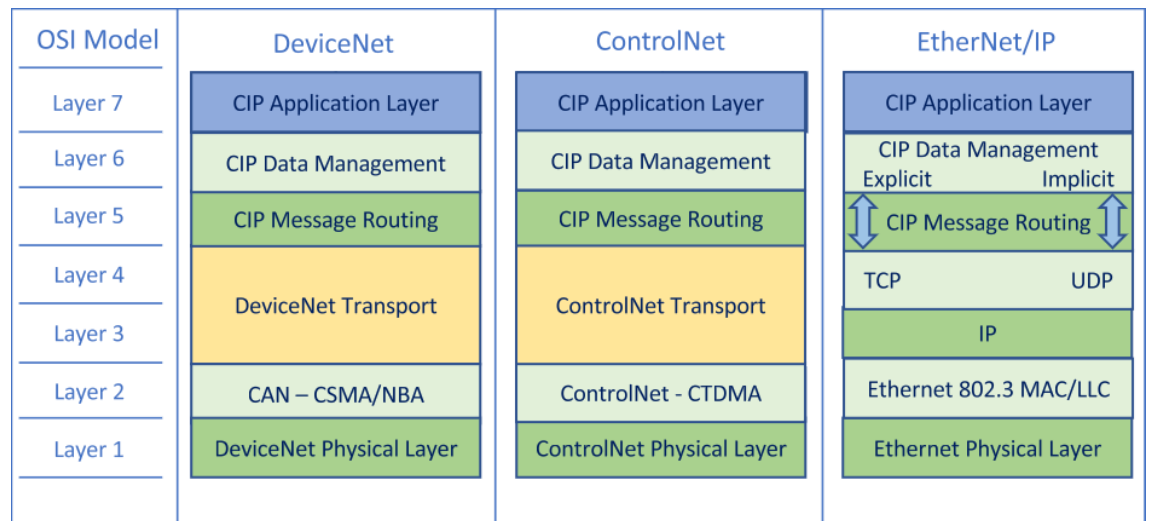 OSI Model DeviceNet ControlNet EtherNet/IP
Layer 7 CIP Application Layer CIP Application Layer CIP Application Layer
Layer 6 CIP Data Management CIP Data Management CIP Data Management
Explicit Implicit
Layer 5 CIP Message Routing CIP Message Routing CIP Message Routing
Layer 4 TCP UDP
DeviceNet Transport ControlNet Transport
Layer 3 IP
Layer 2 CAN – CSMA/NBA ControlNet - CTDMA Ethernet 802.3 MAC/LLC
Layer 1 DeviceNet Physical Layer ControlNet Physical Layer Ethernet Physical Layer